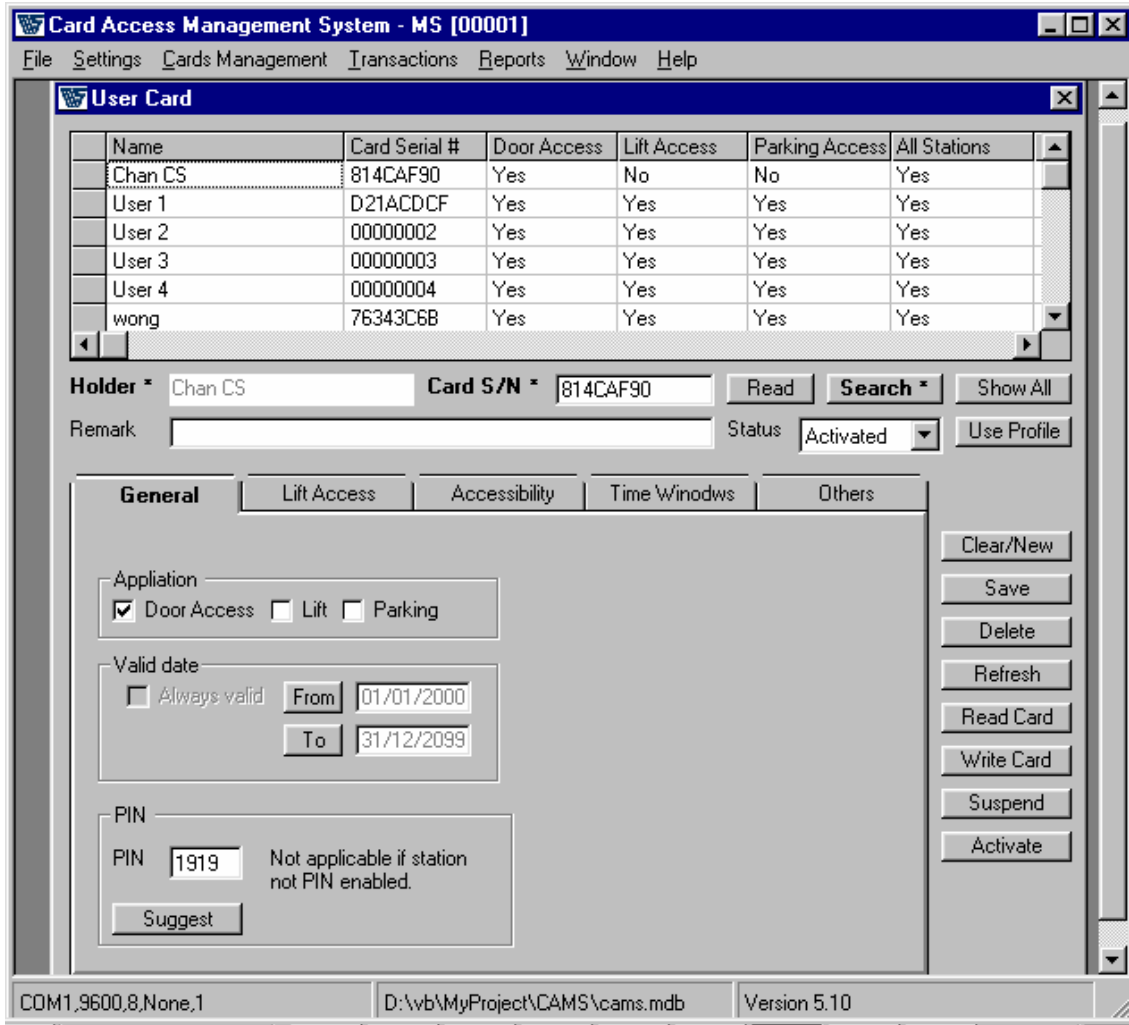 Card Access Management System - MS [00001]
File Settings Cards Management Transactions Reports Window Help
User Card
Name Card Serial # Door Access Lift Access Parking Access All Stations
Chan CS 814CAF90 Yes No No Yes
User 1 D21ACDCF Yes Yes Yes Yes
User 2 00000002 Yes Yes Yes Yes
User 3 00000003 Yes Yes Yes Yes
User 4 00000004 Yes Yes Yes Yes
wong 76343C6B Yes Yes Yes Yes
Holder * Chan CS Card S/N * 814CAF90 Read Search * Show All
Remark Status Activated Use Profile
General Lift Access Accessibility Time Winodws Others
Clear/New
Appliation
Door Access Lift Parking
Save
Delete
Valid date
Always valid From 01/01/2000
Refresh
To 31/12/2099
Read Card
Write Card
Suspend
PIN
PIN 1919 Not applicable if station
not PIN enabled.
Activate
Suggest
COM1,9600,8,None,1 D:\vb\MyProject\CAMS\cams.mdb Version 5.10